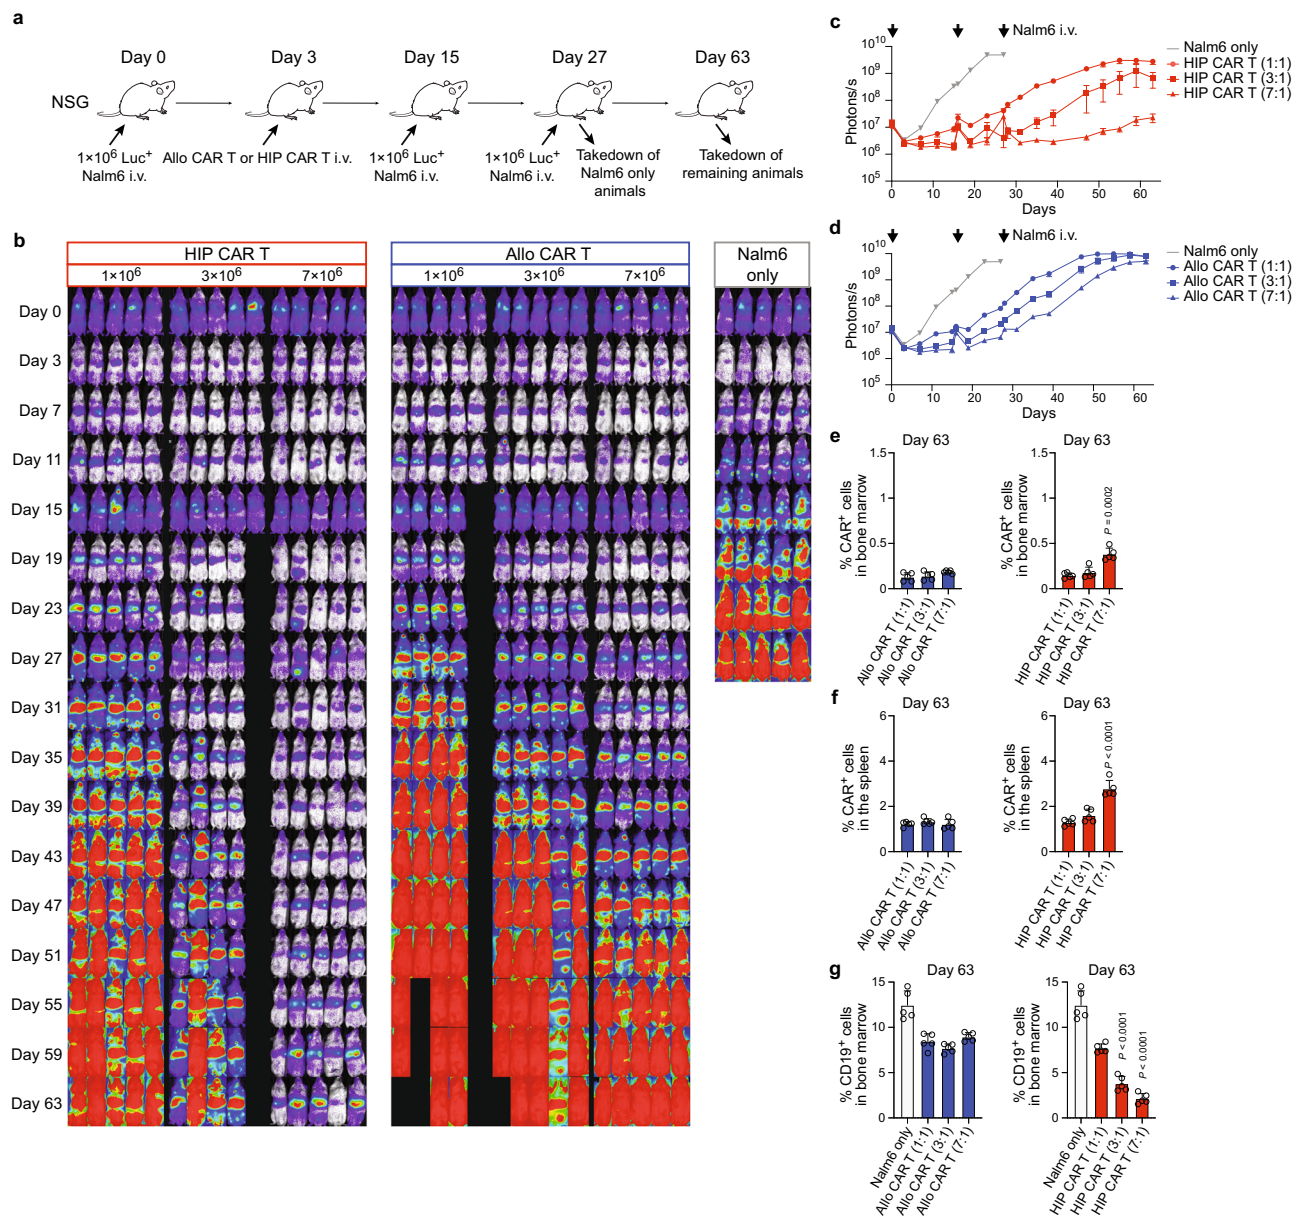 a
Day 0
Day 3
Day 15
Day 27
Day 63
NSG
1×10⁶ Luc⁺
Nalm6 i.v.
Allo CAR T or HIP CAR T i.v.
1×10⁶ Luc⁺
Nalm6 i.v.
1×10⁶ Luc⁺
Nalm6 i.v.
Takedown of
Nalm6 only
animals
Takedown of
remaining animals
b
HIP CAR T
1×10⁶ 3×10⁶ 7×10⁶
Allo CAR T
1×10⁶ 3×10⁶ 7×10⁶
Nalm6
only
Day 0
Day 3
Day 7
Day 11
Day 15
Day 19
Day 23
Day 27
Day 31
Day 35
Day 39
Day 43
Day 47
Day 51
Day 55
Day 59
Day 63
c
Nalm6 i.v.
Photons/s
10¹⁰
10⁹
10⁸
10⁷
10⁶
10⁵
0 10 20 30 40 50 60
Days
Nalm6 only
HIP CAR T (1:1)
HIP CAR T (3:1)
HIP CAR T (7:1)
d
Nalm6 i.v.
Photons/s
10¹⁰
10⁹
10⁸
10⁷
10⁶
10⁵
0 10 20 30 40 50 60
Days
Nalm6 only
Allo CAR T (1:1)
Allo CAR T (3:1)
Allo CAR T (7:1)
e
Day 63
% CAR⁺ cells
in bone marrow
1.5
1
0.5
0
Allo CAR T (1:1)
Allo CAR T (3:1)
Allo CAR T (7:1)
Day 63
% CAR⁺ cells
in bone marrow
1.5
1
0.5
0
P = 0.0002
HIP CAR T (1:1)
HIP CAR T (3:1)
HIP CAR T (7:1)
f
Day 63
% CAR⁺ cells
in the spleen
6
4
2
0
Allo CAR T (1:1)
Allo CAR T (3:1)
Allo CAR T (7:1)
Day 63
% CAR⁺ cells
in the spleen
6
4
2
0
P < 0.0001
HIP CAR T (1:1)
HIP CAR T (3:1)
HIP CAR T (7:1)
g
Day 63
% CD19⁺ cells
in bone marrow
15
10
5
0
Nalm6 only
Allo CAR T (1:1)
Allo CAR T (3:1)
Allo CAR T (7:1)
Day 63
% CD19⁺ cells
in bone marrow
15
10
5
0
P < 0.0001
P < 0.0001
Nalm6 only
HIP CAR T (1:1)
HIP CAR T (3:1)
HIP CAR T (7:1)